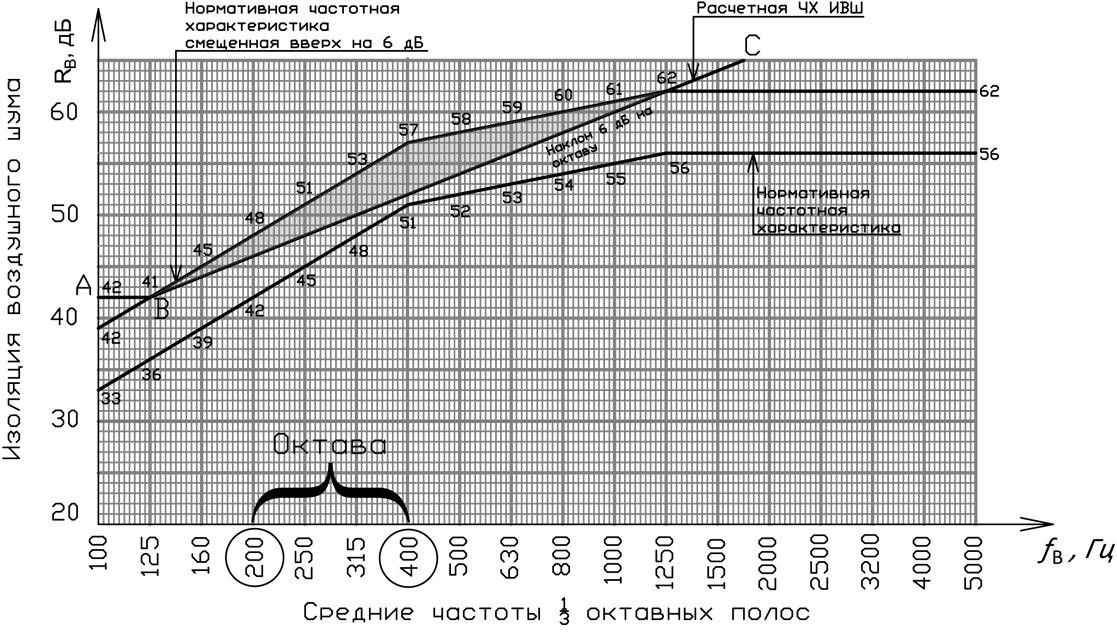 Нормативная частотная
характеристика
смещенная вверх на 6 дБ
Расчетная ЧХ ИВШ
Изоляция воздушного шума
Rв, дБ
60
50
40
30
20
A
B
C
42
41
45
48
51
53
57
58
59
60
61
62
62
42
33
36
39
42
45
48
51
52
53
54
55
56
56
Наклон 6 дБ на
октаву
Нормативная
частотная
характеристика
Октава
100
125
160
200
250
315
400
500
630
800
1000
1250
1500
2000
2500
3200
4000
5000
fв, Гц
Средние частоты 1/3 октавных полос